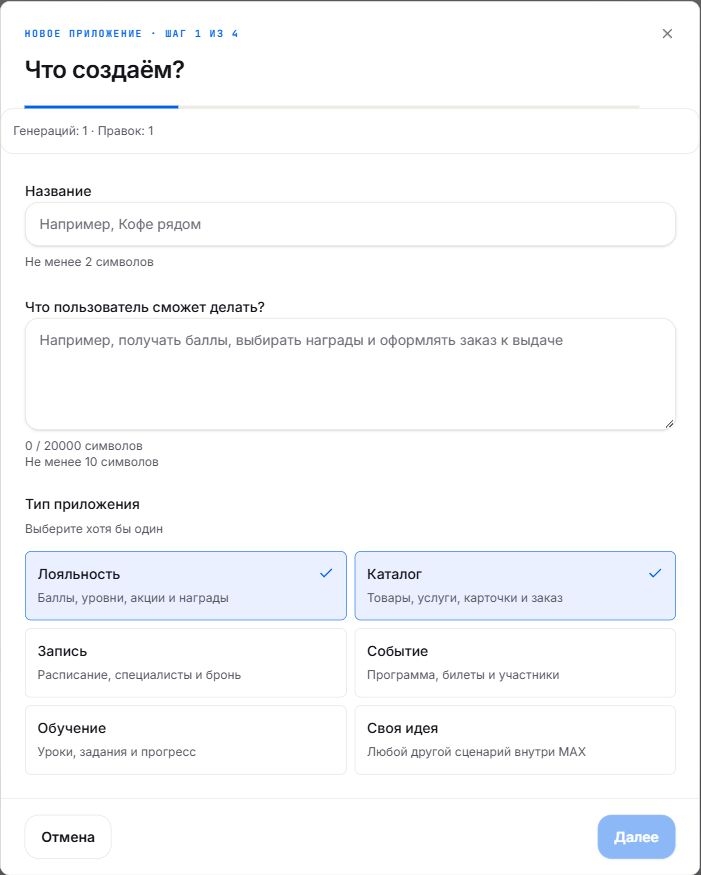 НОВОЕ ПРИЛОЖЕНИЕ · ШАГ 1 ИЗ 4
Что создаём?
Генераций: 1 · Правок: 1
Название
Например, Кофе рядом
Не менее 2 символов
Что пользователь сможет делать?
Например, получать баллы, выбирать награды и оформлять заказ к выдаче
0 / 20000 символов
Не менее 10 символов
Тип приложения
Выберите хотя бы один
Лояльность
Баллы, уровни, акции и награды
Каталог
Товары, услуги, карточки и заказ
Запись
Расписание, специалисты и бронь
Событие
Программа, билеты и участники
Обучение
Уроки, задания и прогресс
Своя идея
Любой другой сценарий внутри MAX
Отмена
Далее